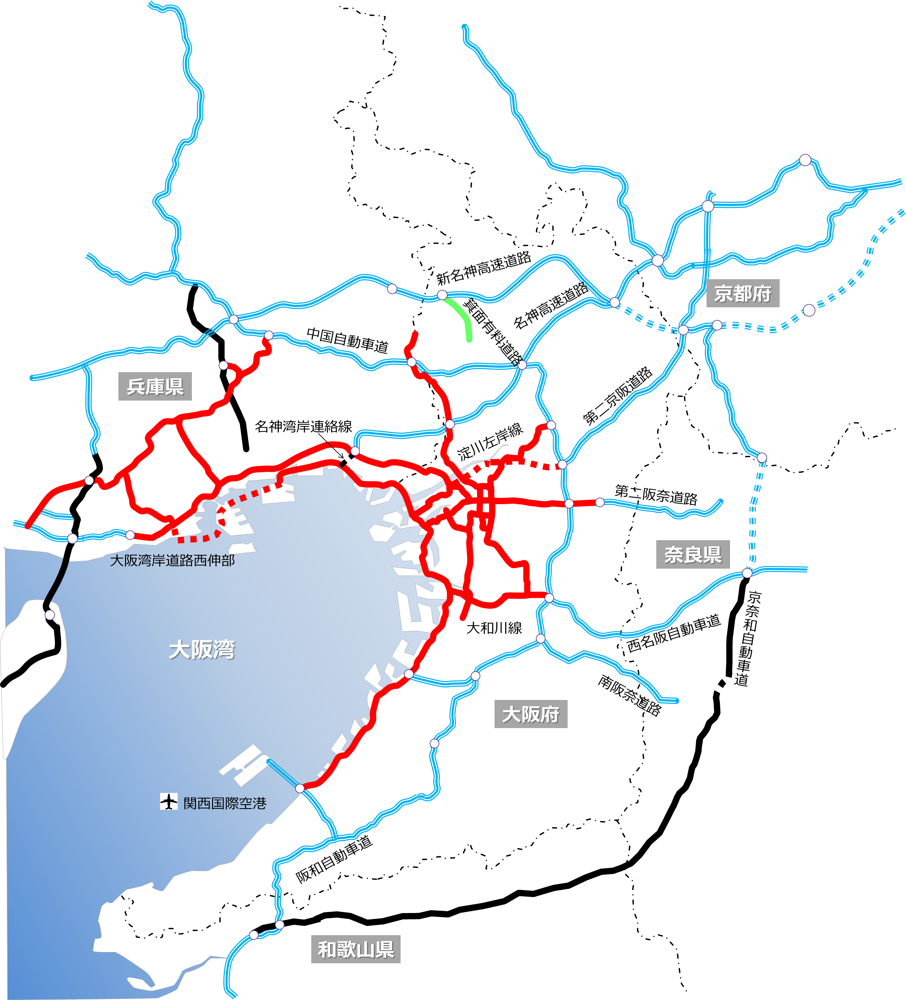 新名神高速道路
名神高速道路
京都府
箕面有料道路
中国自動車道
兵庫県
第二京阪道路
名神湾岸連絡線
淀川左岸線
第二阪奈道路
大阪湾岸道路西伸部
奈良県
京奈和自動車道
大和川線
西名阪自動車道
大阪湾
南阪奈道路
大阪府
関西国際空港
阪和自動車道
和歌山県